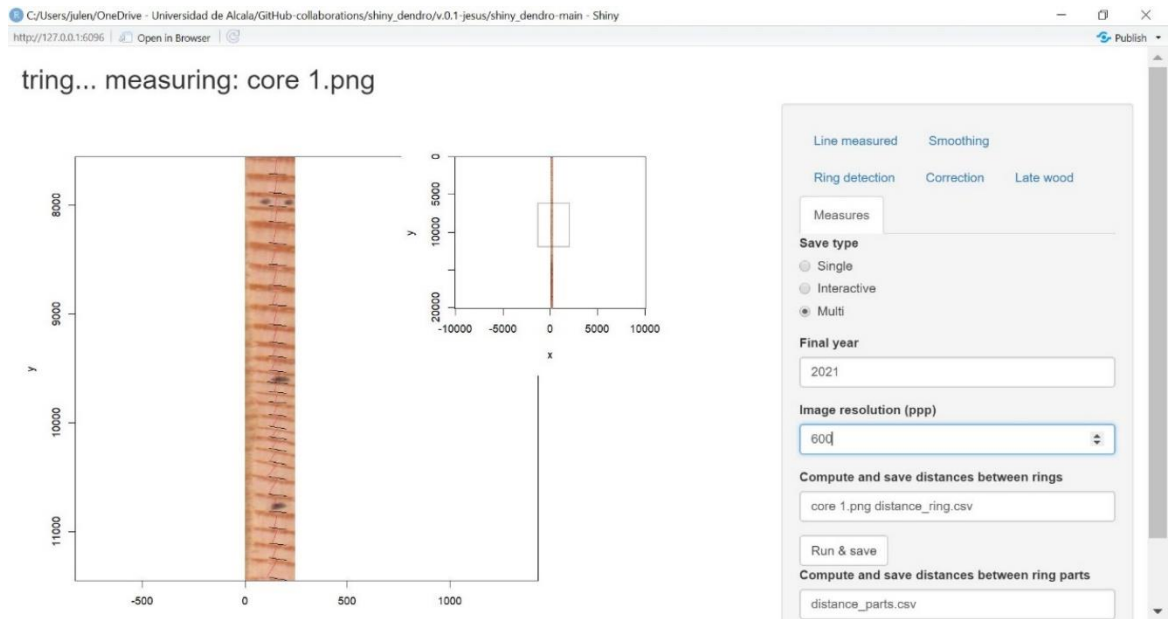 C:/Users/julen/OneDrive - Universidad de Alcala/GitHub-collaborations/shiny_dendro/v.0.1-jesus/shiny_dendro-main - Shiny
http://127.0.0.1:6096 Open in Browser Publish
tring... measuring: core 1.png
8000
9000
10000
11000
y
-500 0 500 1000
0
5000
10000
20000
y
-10000 -5000 0 5000 10000
x
Line measured Smoothing
Ring detection Correction Late wood
Measures
Save type
Single
Interactive
Multi
Final year
2021
Image resolution (ppp)
600
Compute and save distances between rings
core 1.png distance_ring.csv
Run & save
Compute and save distances between ring parts
distance_parts.csv